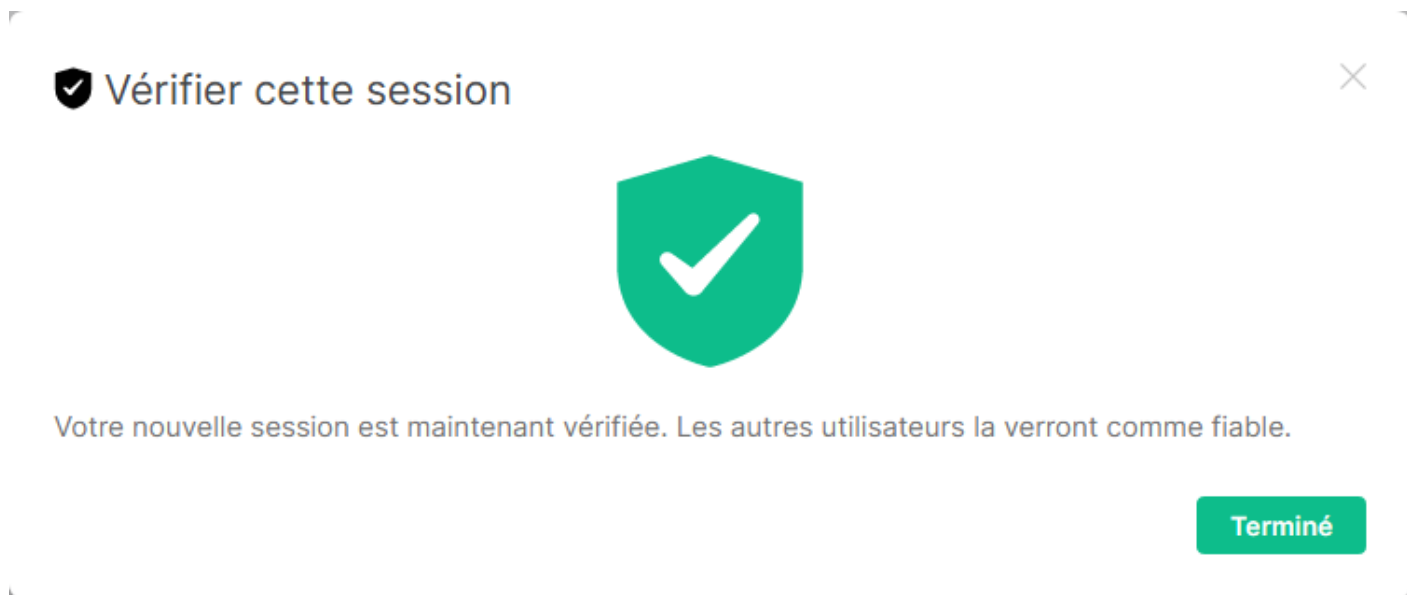 Vérifier cette session
Votre nouvelle session est maintenant vérifiée. Les autres utilisateurs la verront comme fiable.
Terminé